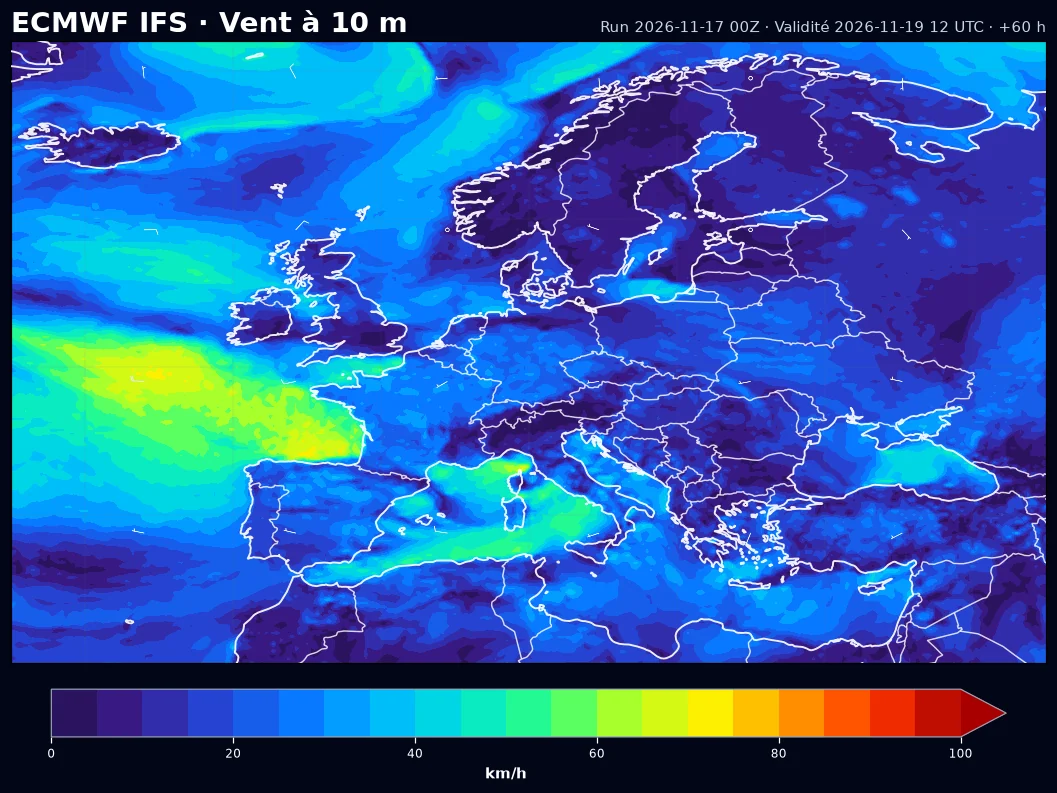 ECMWF IFS · Vent à 10 m
Run 2026-11-17 00Z · Validité 2026-11-19 12 UTC · +60 h
0 20 40 60 80 100
km/h